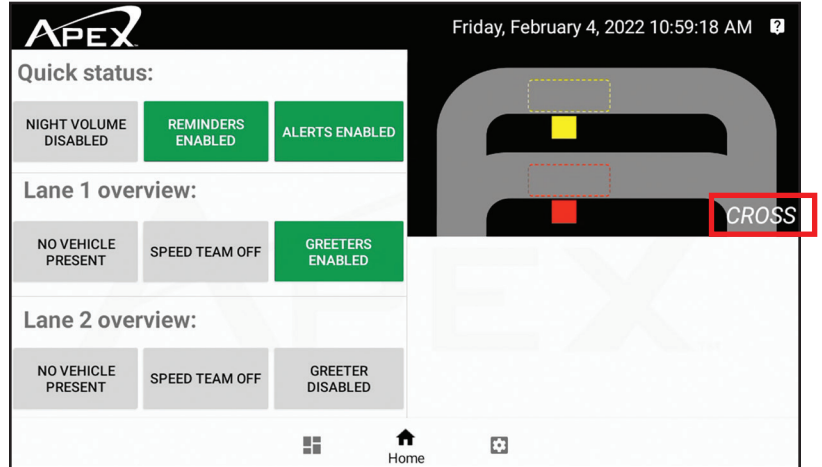 APEX
Friday, February 4, 2022 10:59:18 AM
?
Quick status:
NIGHT VOLUME
DISABLED
REMINDERS
ENABLED
ALERTS ENABLED
Lane 1 overview:
NO VEHICLE
PRESENT
SPEED TEAM OFF
GREETERS
ENABLED
CROSS
Lane 2 overview:
NO VEHICLE
PRESENT
SPEED TEAM OFF
GREETER
DISABLED
APEX
Home